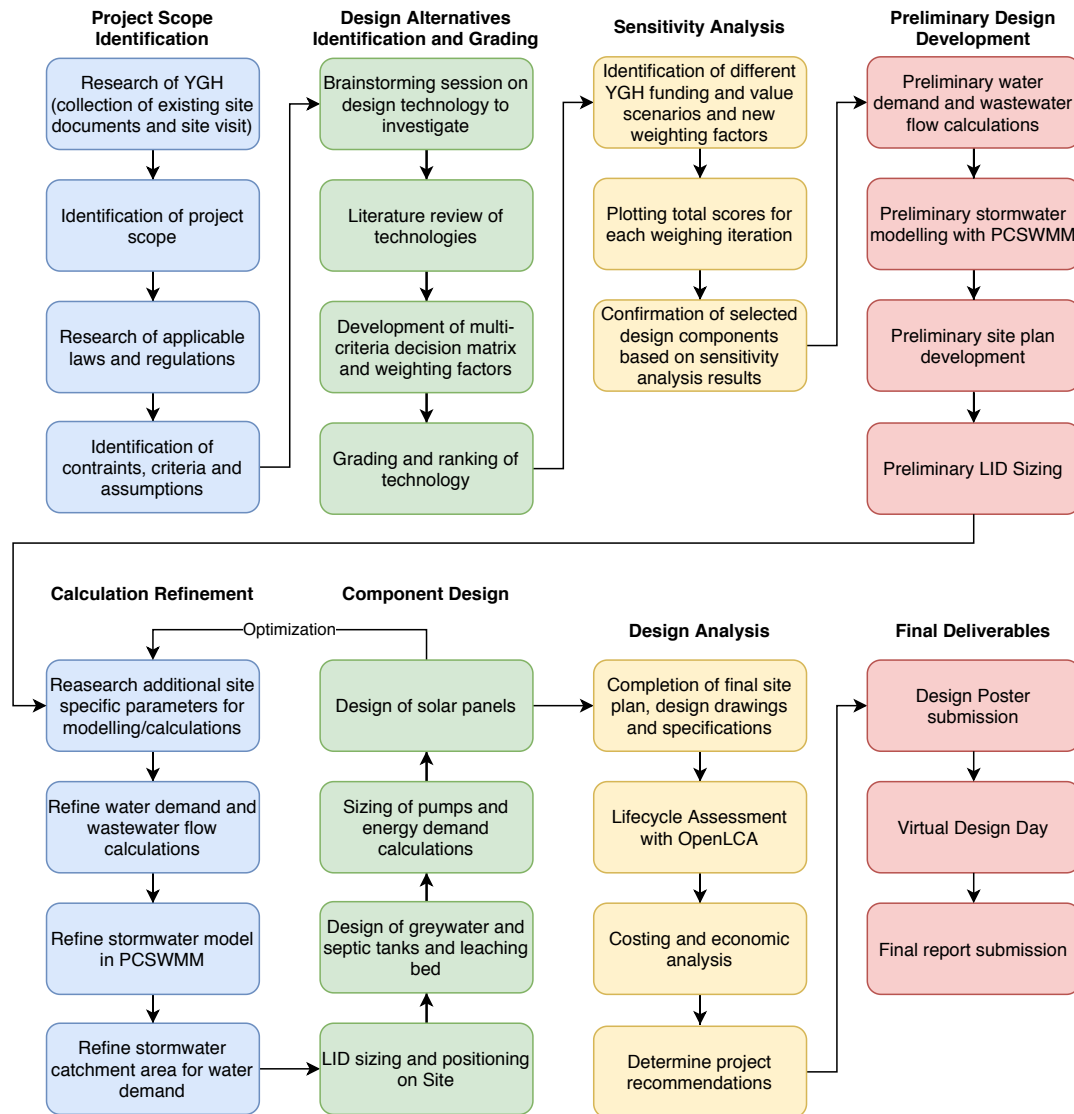 Project Scope
Identification
Research of YGH
(collection of existing site
documents and site visit)
Identification of project
scope
Research of applicable
laws and regulations
Identification of
contraints, criteria and
assumptions
Design Alternatives
Identification and Grading
Brainstorming session on
design technology to
investigate
Literature review of
technologies
Development of multi-
criteria decision matrix
and weighting factors
Grading and ranking of
technology
Sensitivity Analysis
Identification of different
YGH funding and value
scenarios and new
weighting factors
Plotting total scores for
each weighing iteration
Confirmation of selected
design components
based on sensitivity
analysis results
Preliminary Design
Development
Preliminary water
demand and wastewater
flow calculations
Preliminary stormwater
modelling with PCSWMM
Preliminary site plan
development
Preliminary LID Sizing
Calculation Refinement
Reasearch additional site
specific parameters for
modelling/calculations
Refine water demand and
wastewater flow
calculations
Refine stormwater model
in PCSWMM
Refine stormwater
catchment area for water
demand
Optimization
Component Design
Design of solar panels
Sizing of pumps and
energy demand
calculations
Design of greywater and
septic tanks and leaching
bed
LID sizing and positioning
on Site
Design Analysis
Completion of final site
plan, design drawings
and specifications
Lifecycle Assessment
with OpenLCA
Costing and economic
analysis
Determine project
recommendations
Final Deliverables
Design Poster
submission
Virtual Design Day
Final report submission